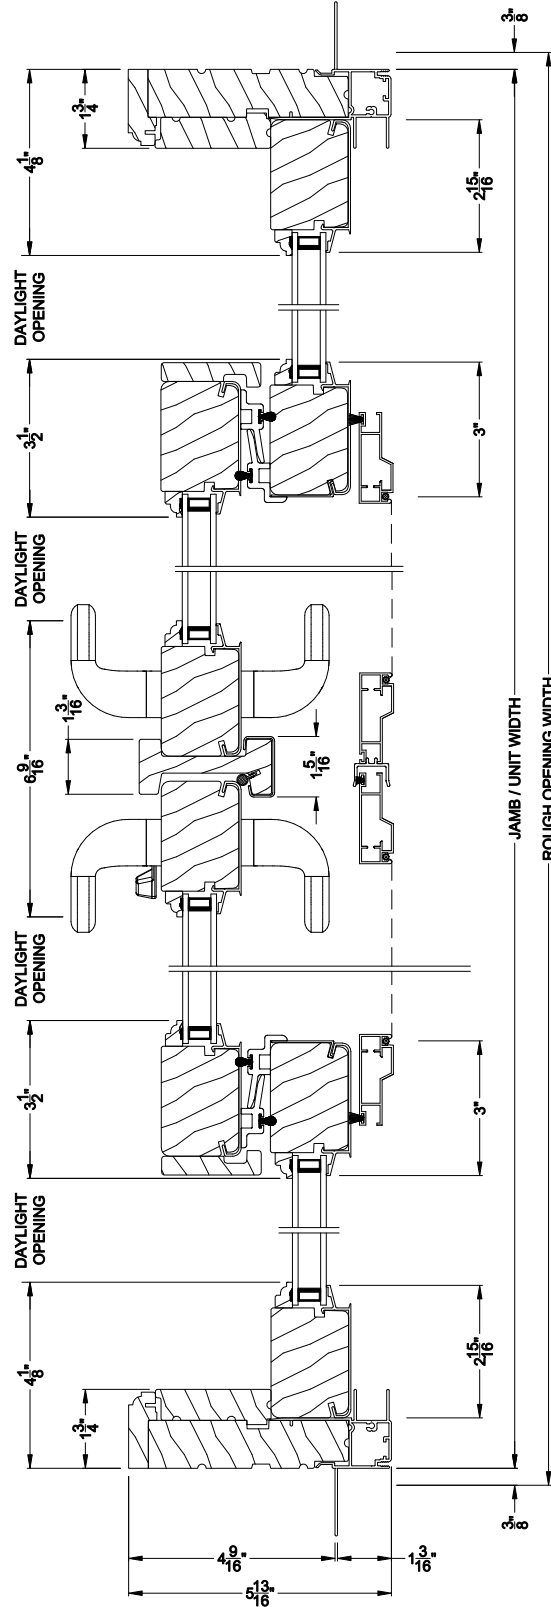 3/8"
1 3/4"
4 1/8"
2 15/16"
DAYLIGHT
OPENING
3 1/2"
3"
DAYLIGHT
OPENING
1 3/16"
6 9/16"
1 5/16"
JAMB / UNIT WIDTH
ROUGH OPENING WIDTH
DAYLIGHT
OPENING
3 1/2"
3"
DAYLIGHT
OPENING
4 1/8"
2 15/16"
1 3/4"
3/8"
4 9/16"
1 3/16"
5 13/16"